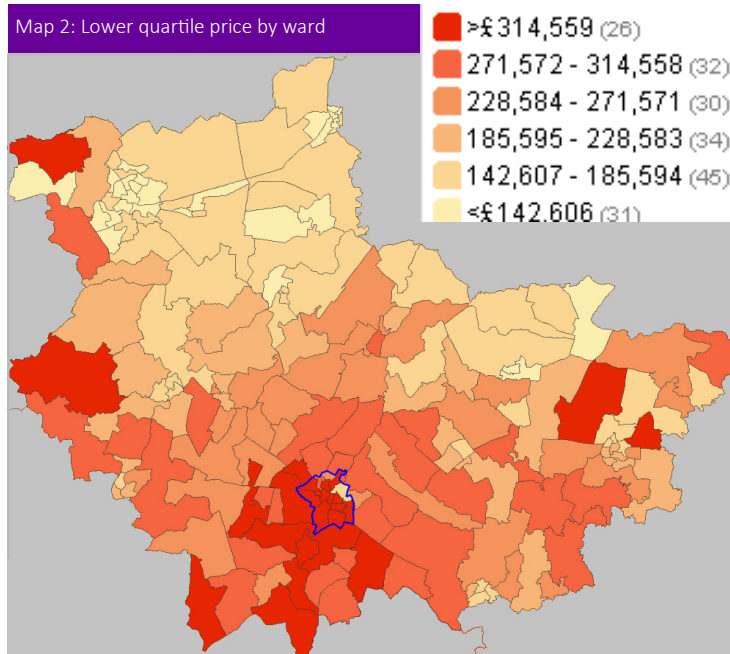 Map 2: Lower quartile price by ward
>£314,559 (26)
271,572 - 314,558 (32)
228,584 - 271,571 (30)
185,595 - 228,583 (34)
142,607 - 185,594 (45)
<£142,606 (31)